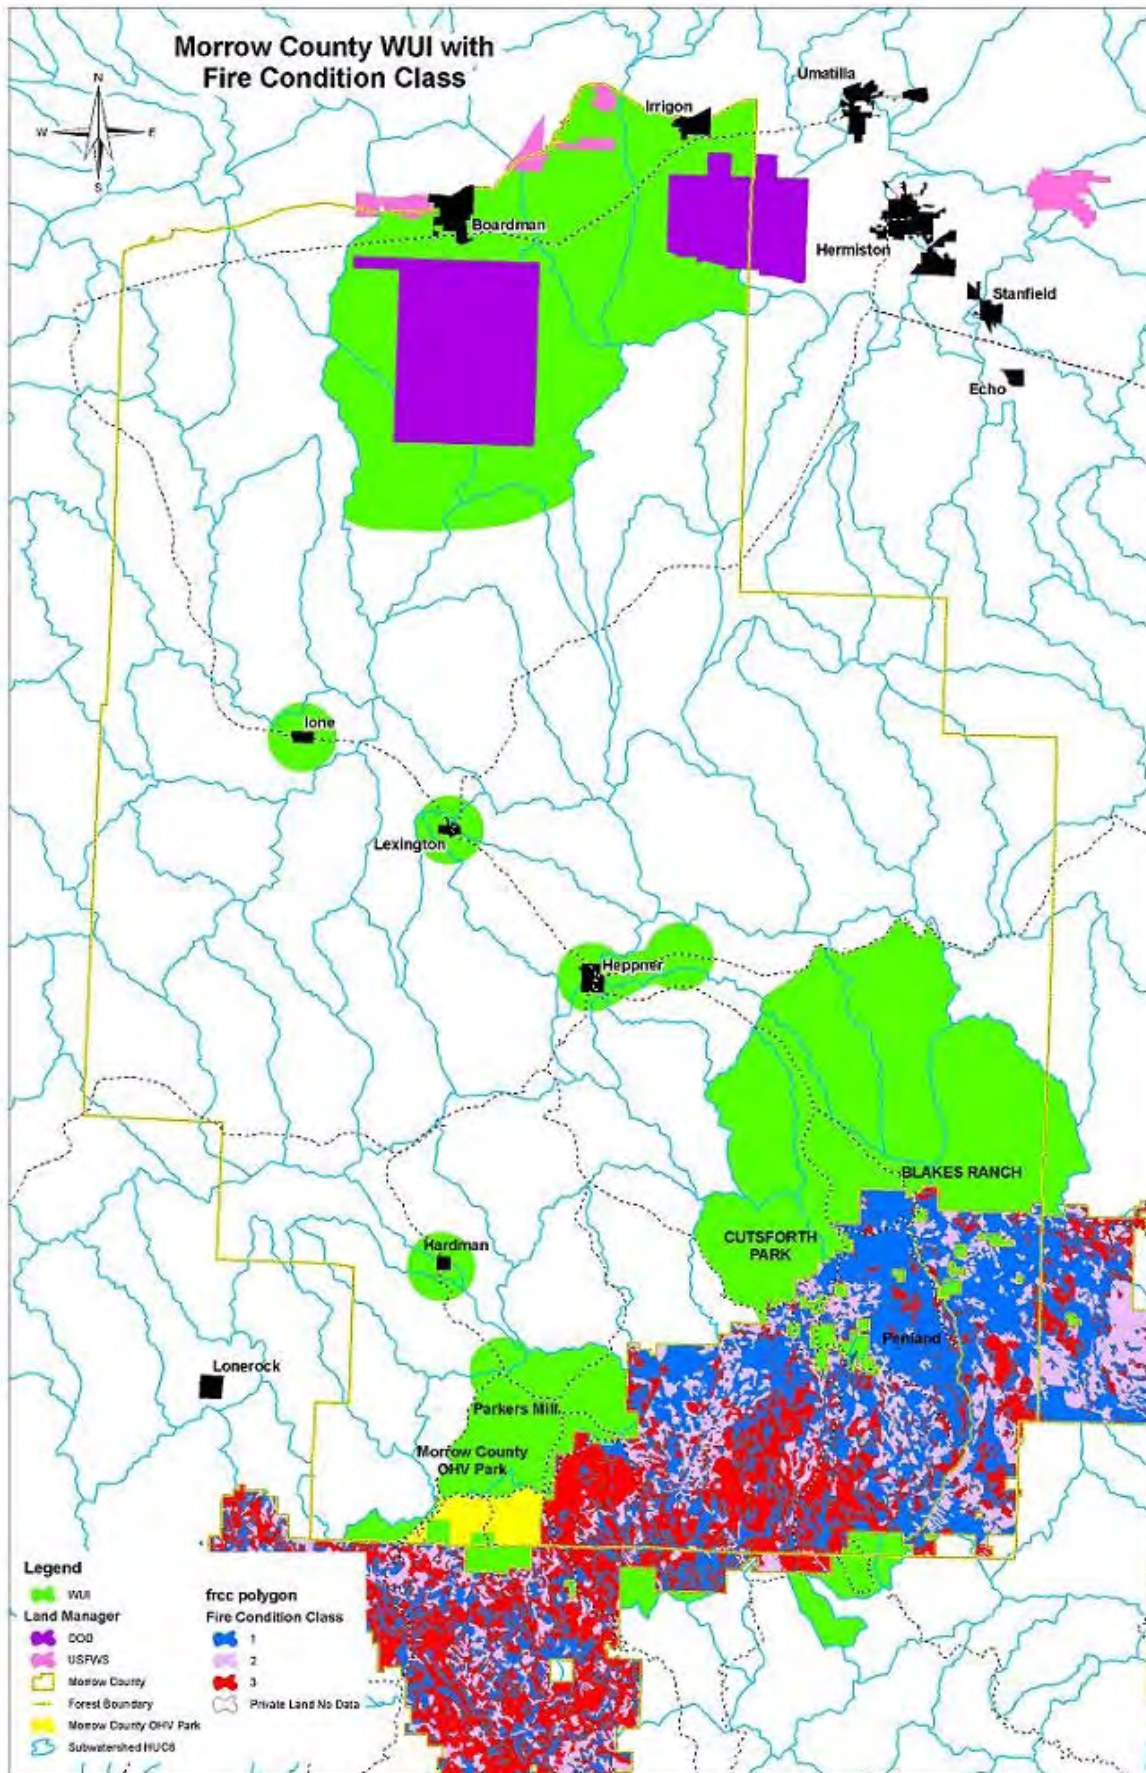 Morrow County WUI with
Fire Condition Class
N
W
E
S
Umatilla
Irrigon
Boardman
Hermiston
Stanfield
Echo
Ione
Lexington
Heppner
BLAKES RANCH
CUTSFORTH
PARK
Hardman
Penland
Lonerock
Parkers Mill
Morrow County
OHV Park
Legend
WUI
Land Manager
DOD
USFWS
Morrow County
Forest Boundary
Morrow County OHV Park
Subwatershed HUC6
frcc polygon
Fire Condition Class
1
2
3
Private Land No Data